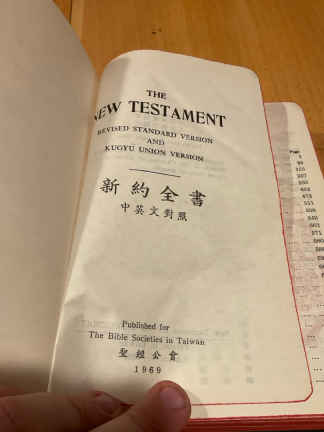 THE
NEW TESTAMENT
REVISED STANDARD VERSION
AND
KUOYU UNION VERSION
新約全書
中英文對照
Published for
The Bible Societies in Taiwan
聖經公會
1969
Page